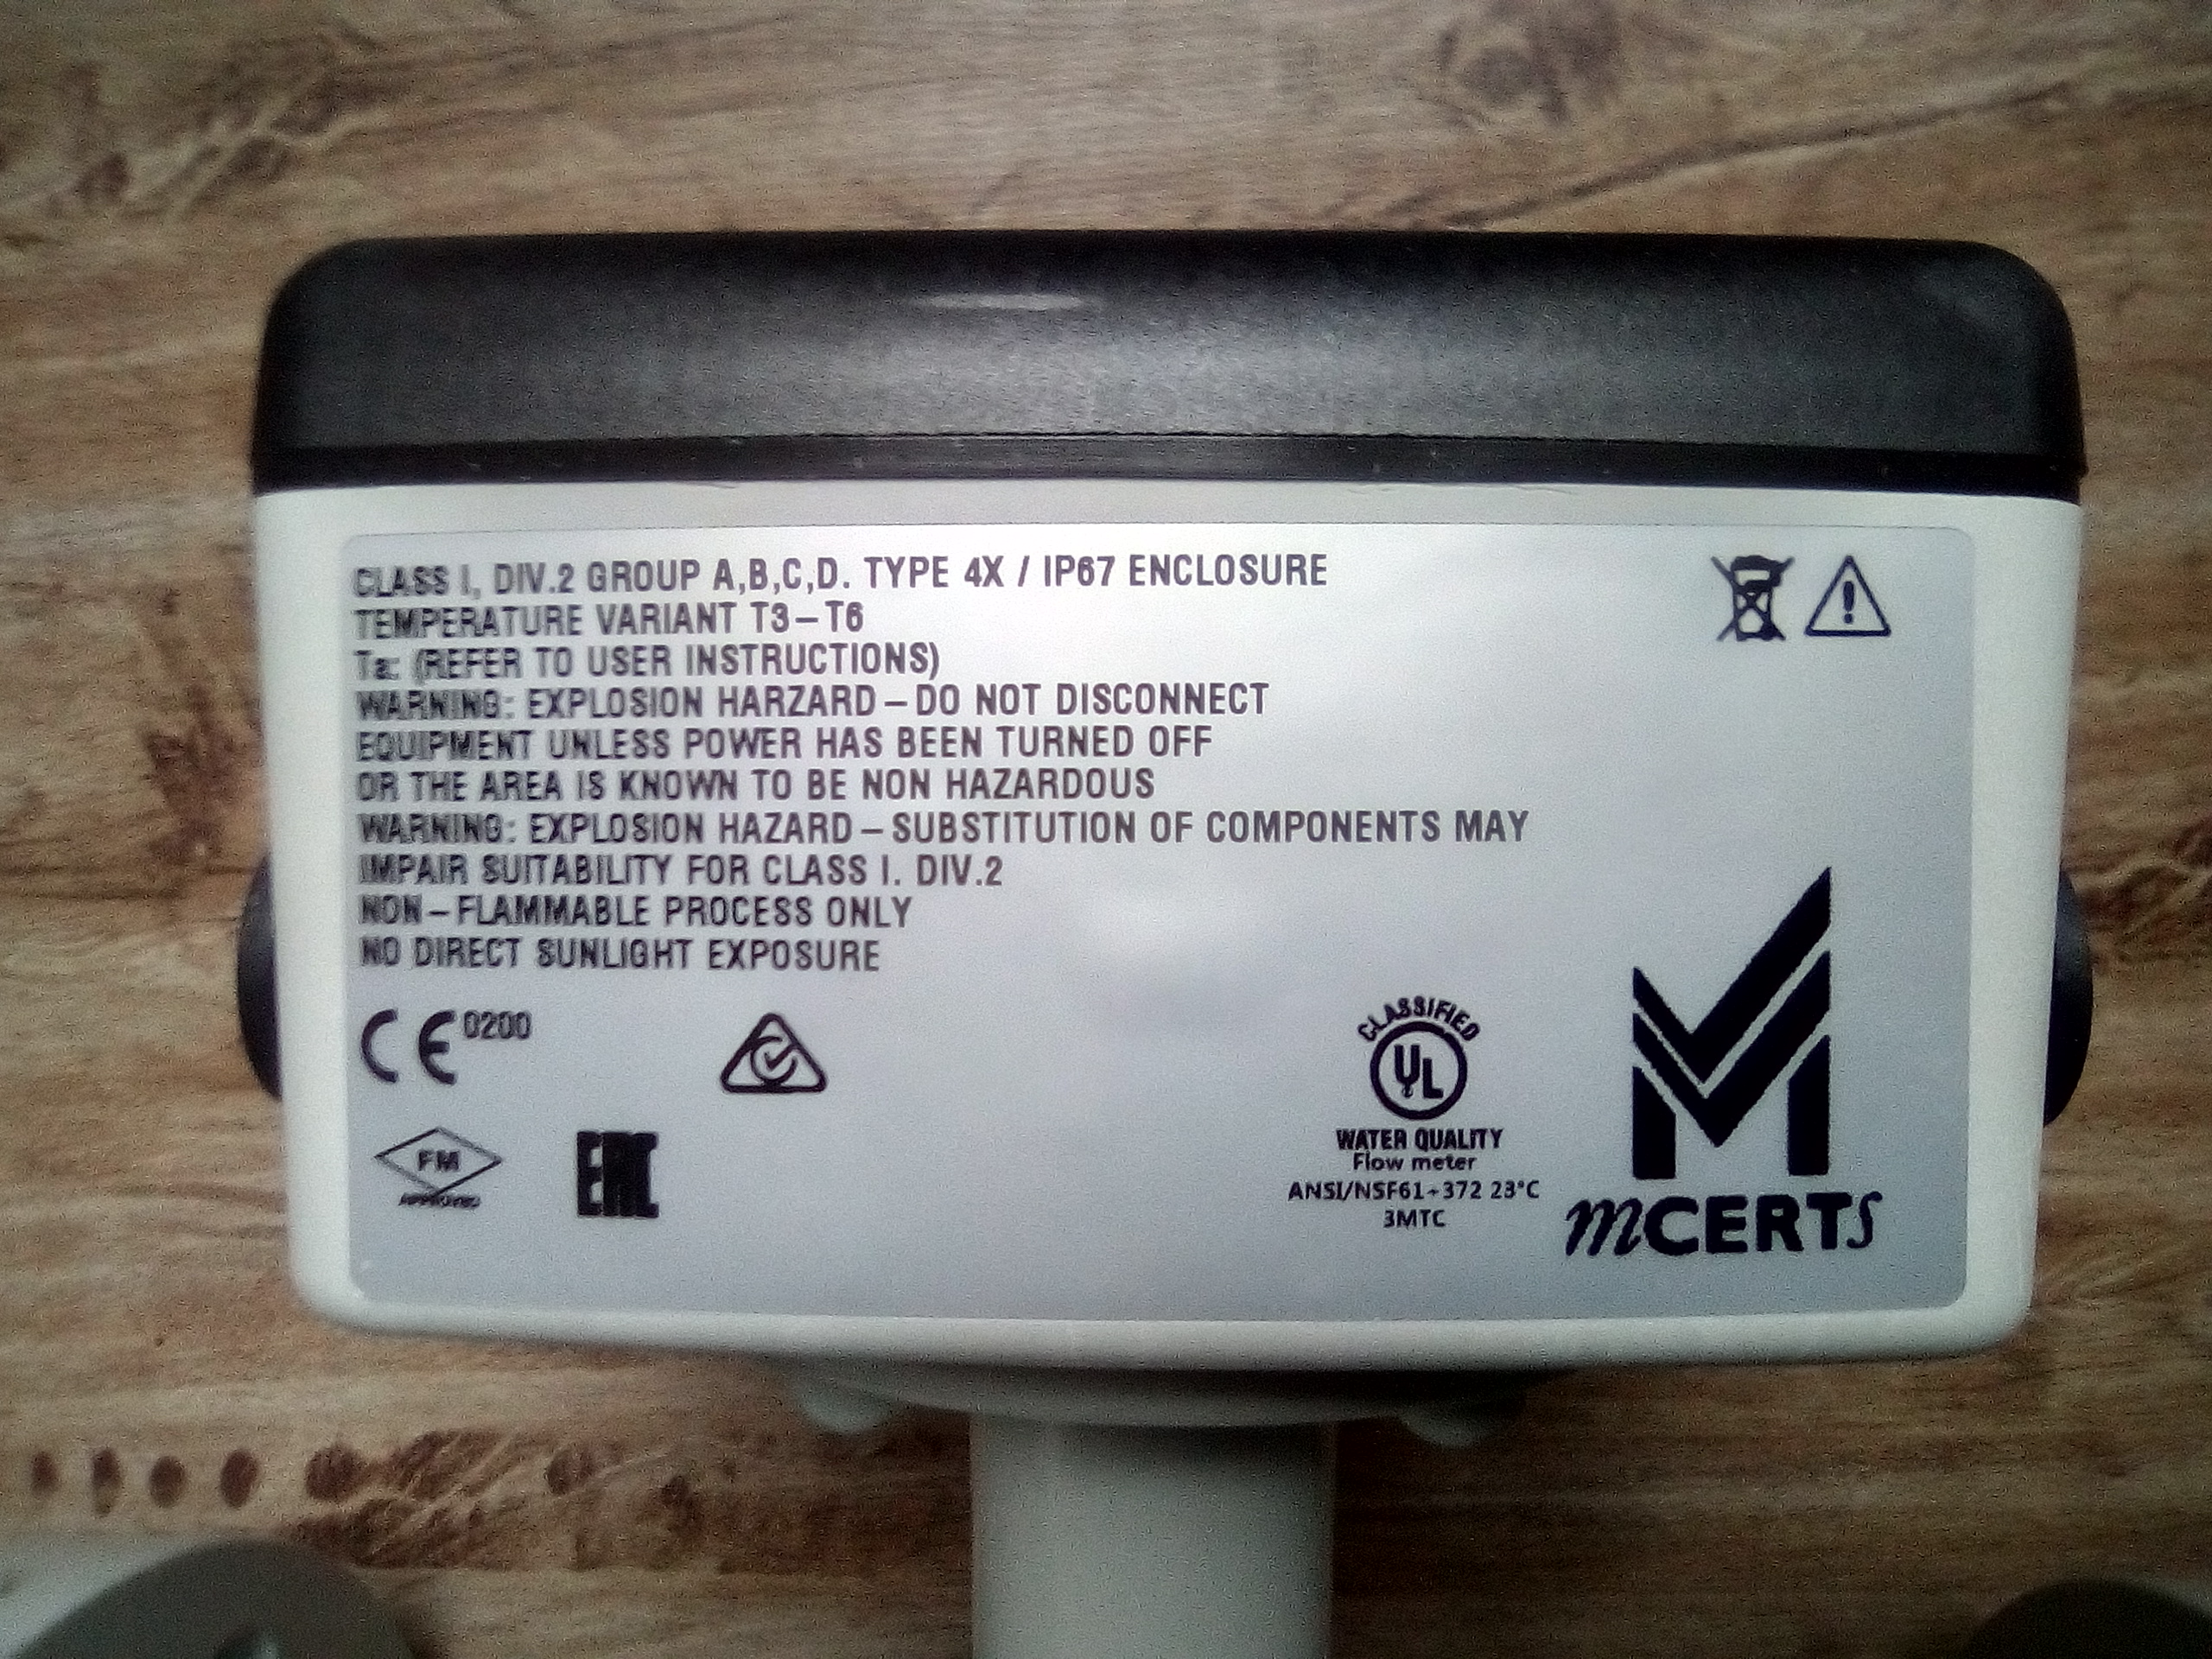 CLASS I, DIV.2 GROUP A,B,C,D. TYPE 4X / IP67 ENCLOSURE
TEMPERATURE VARIANT T3–T6
Ta: (REFER TO USER INSTRUCTIONS)
WARNING: EXPLOSION HARZARD – DO NOT DISCONNECT
EQUIPMENT UNLESS POWER HAS BEEN TURNED OFF
OR THE AREA IS KNOWN TO BE NON HAZARDOUS
WARNING: EXPLOSION HAZARD – SUBSTITUTION OF COMPONENTS MAY
IMPAIR SUITABILITY FOR CLASS I. DIV.2
NON–FLAMMABLE PROCESS ONLY
NO DIRECT SUNLIGHT EXPOSURE
CE 0200
FM
APPROVED
EAC
CLASSIFIED
UL
WATER QUALITY
Flow meter
ANSI/NSF61+372 23°C
3MTC
mCERTS